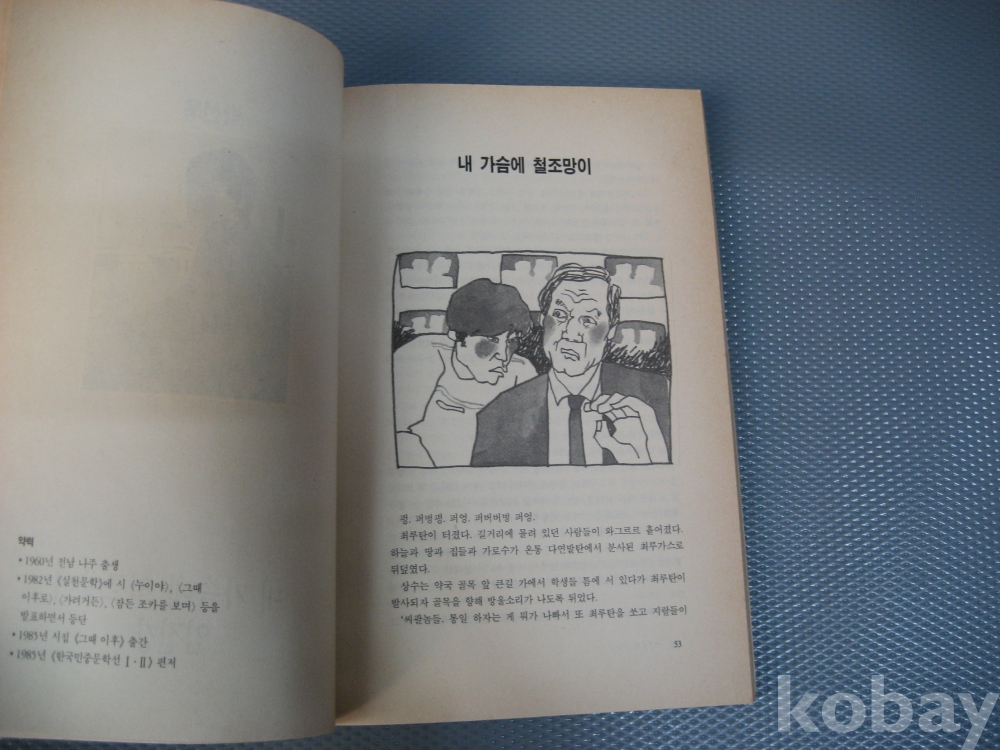 약력
• 1960년 전남 나주 출생
• 1982년 《실천문학》에 시 〈누이야〉, 〈그때
이후로〉, 〈가려거든〉, 〈잠든 조카를 보며〉 등을
발표하면서 등단
• 1985년 시집 《그때 이후》 출간
• 1985년 《한국민중문학선 Ⅰ·Ⅱ》 편저
내 가슴에 철조망이
펑. 퍼벙펑. 퍼엉. 퍼버버벙 퍼엉.
최루탄이 터졌다. 길거리에 몰려 있던 사람들이 와그르르 흩어졌다.
하늘과 땅과 집들과 가로수가 온통 다연발탄에서 분사된 최루가스로
뒤덮였다.
상수는 약국 골목 앞 큰길 가에서 학생들 틈에 서 있다가 최루탄이
발사되자 골목을 향해 방울소리가 나도록 뛰었다.
'씨팔놈들, 통일 하자는 게 뭐가 나빠서 또 최루탄을 쏘고 지랄들이
53
kobay